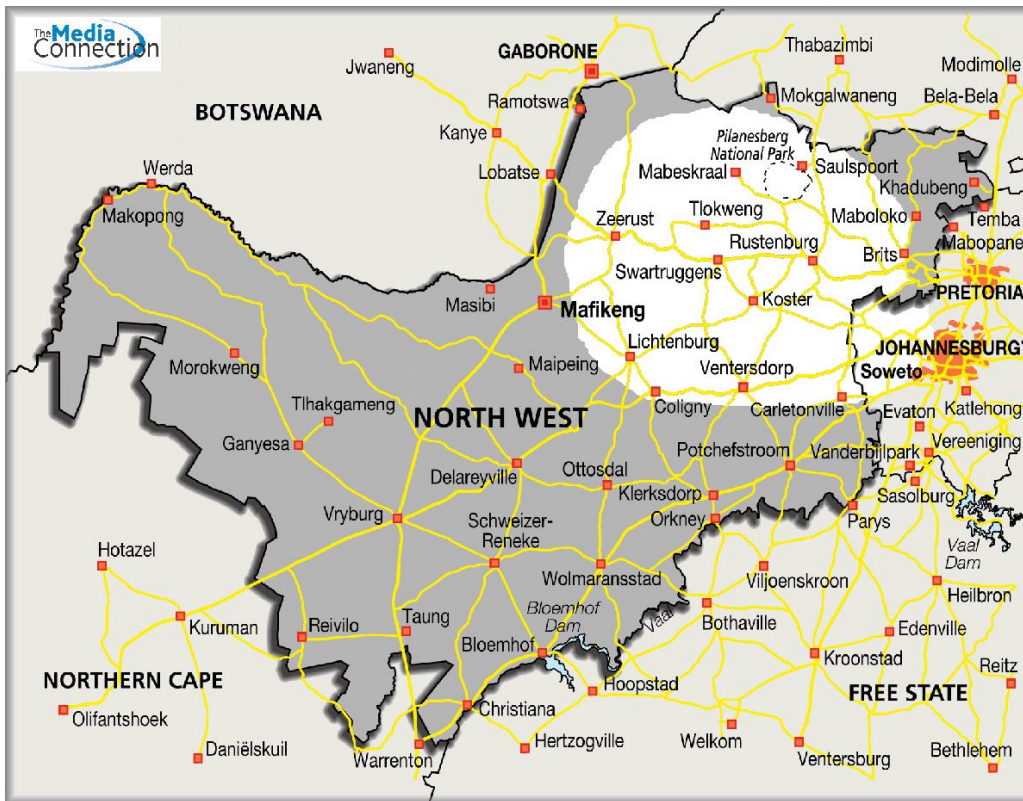 The Media
Connection
Jwaneng
GABORONE
Thabazimbi
Modimolle
Ramotswa
Mokgalwaneng
Bela-Bela
BOTSWANA
Kanye
Pilanesberg
National Park
Saulspoort
Werda
Lobatse
Mabeskraal
Khadubeng
Makopong
Zeerust
Tlokweng
Maboloko
Temba
Rustenburg
Brits
Mabopane
Swartruggens
Masibi
Mafikeng
Koster
PRETORIA
Morokweng
Maipeing
Lichtenburg
JOHANNESBURG
Ventersdorp
Soweto
Tlhakgameng
NORTH WEST
Coligny
Carletonville
Evaton
Katlehong
Ganyesa
Potchefstroom
Vanderbijlpark
Vereeniging
Delareyville
Ottosdal
Klerksdorp
Sasolburg
Vryburg
Schweizer-
Reneke
Orkney
Parys
Hotazel
Vaal
Dam
Wolmaransstad
Viljoenskroon
Heilbron
Kuruman
Reivilo
Taung
Bloemhof
Dam
Vaal
Bothaville
Edenville
Bloemhof
Kroonstad
Reitz
NORTHERN CAPE
Hoopstad
FREE STATE
Olifantshoek
Christiana
Daniëlskuil
Warrenton
Hertzogville
Welkom
Ventersburg
Bethlehem